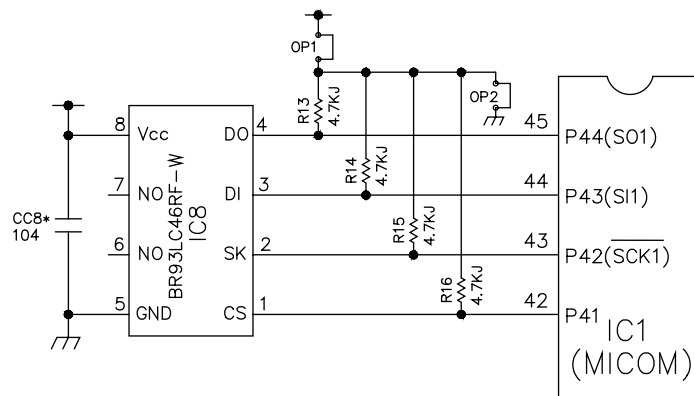 OP1
OP2
R13
4.7KJ
R14
4.7KJ
R15
4.7KJ
R16
4.7KJ
CC8*
104
8
Vcc
7
NO
6
NO
5
GND
BR93LC46RF-W
IC8
DO
4
DI
3
SK
2
CS
1
45
P44(SO1)
44
P43(SI1)
43
P42(SCK1)
42
P41
IC1
(MICOM)